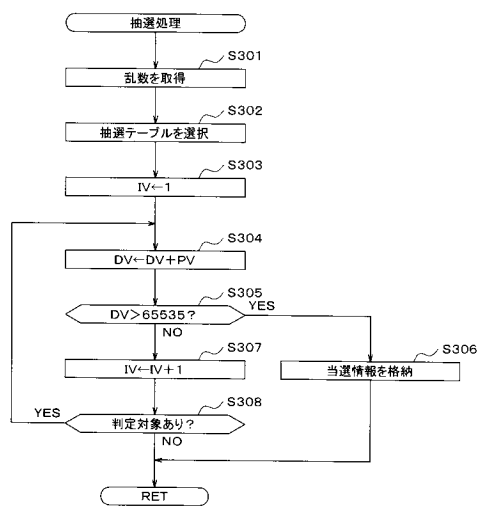 抽選処理
S301
乱数を取得
S302
抽選テーブルを選択
S303
IV←1
S304
DV←DV+PV
S305
DV>65535?
YES
NO
S307
IV←IV+1
S306
当選情報を格納
S308
判定対象あり?
YES
NO
RET